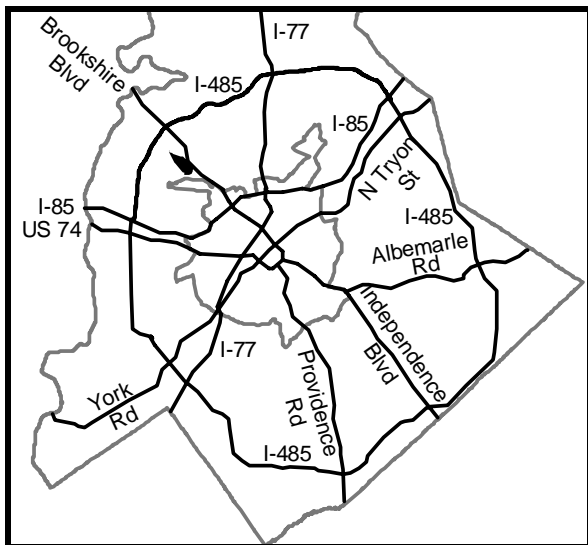 I-77
Brookshire
Blvd
I-485
I-85
N Tryon
St
I-85
US 74
I-485
Albemarle
Rd
Independence
Blvd
I-77
Providence
Rd
York
Rd
I-485